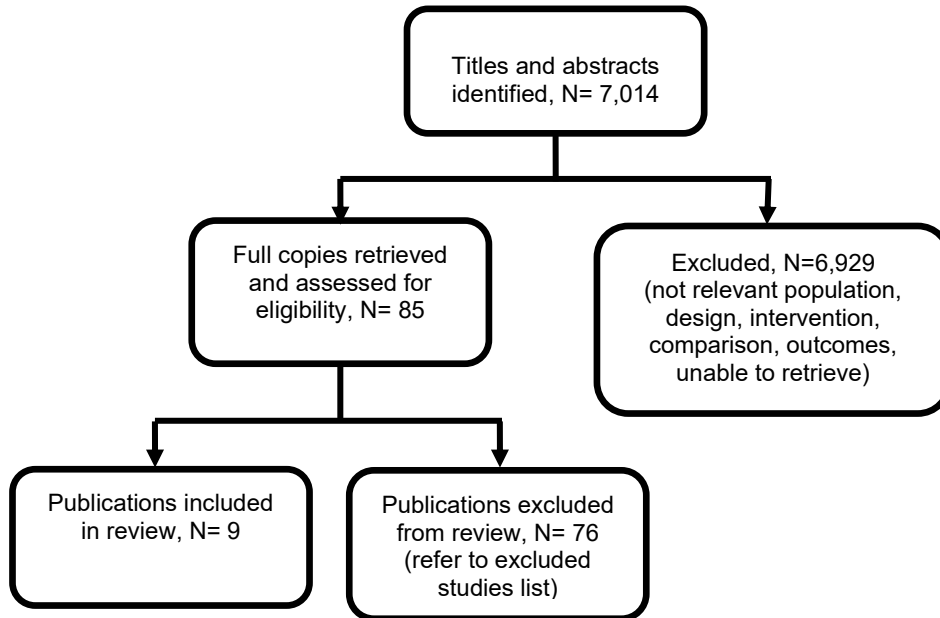 Titles and abstracts
identified, N= 7,014
Full copies retrieved
and assessed for
eligibility, N= 85
Excluded, N=6,929
(not relevant population,
design, intervention,
comparison, outcomes,
unable to retrieve)
Publications included
in review, N= 9
Publications excluded
from review, N= 76
(refer to excluded
studies list)